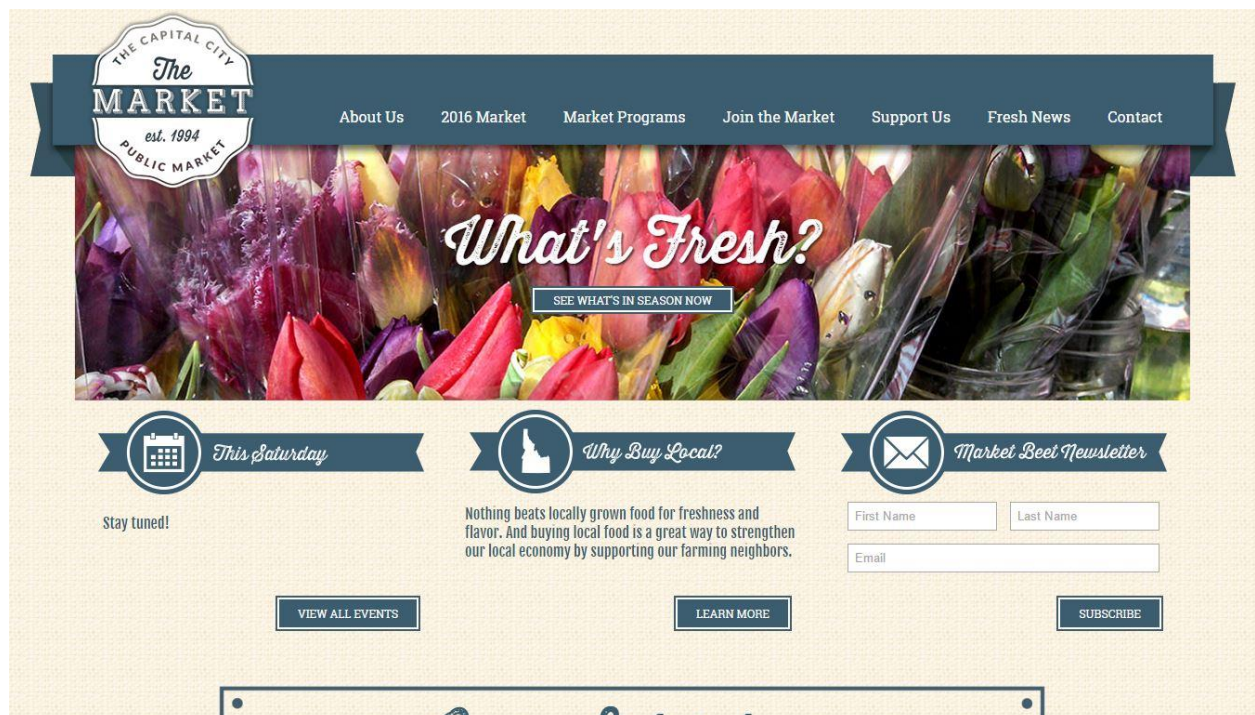 THE CAPITAL CITY
The
MARKET
est. 1994
PUBLIC MARKET
About Us
2016 Market
Market Programs
Join the Market
Support Us
Fresh News
Contact
What's Fresh?
SEE WHAT'S IN SEASON NOW
This Saturday
Stay tuned!
VIEW ALL EVENTS
Why Buy Local?
Nothing beats locally grown food for freshness and
flavor. And buying local food is a great way to strengthen
our local economy by supporting our farming neighbors.
LEARN MORE
Market Beet Newsletter
First Name
Last Name
Email
SUBSCRIBE